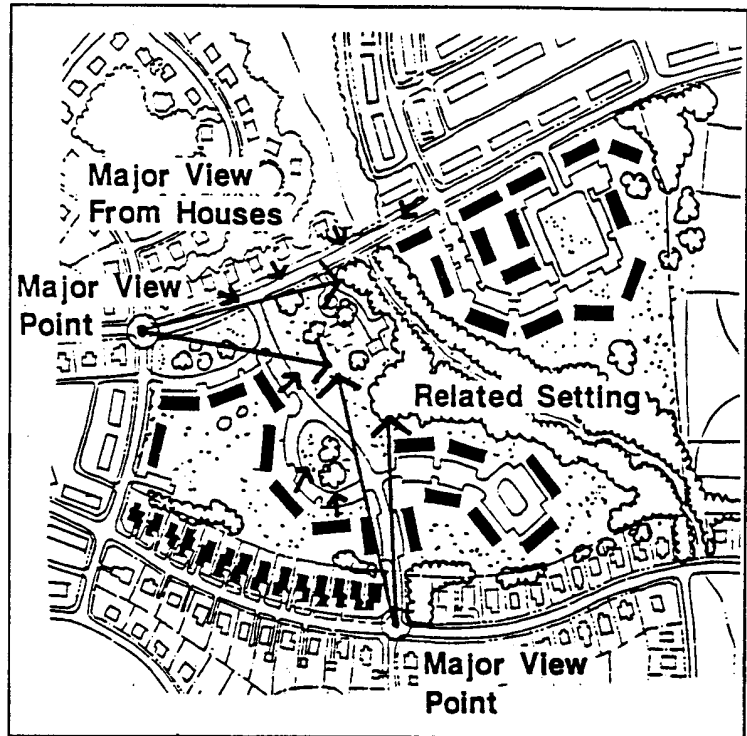 Major View
From Houses
Major View
Point
Related Setting
Major View
Point